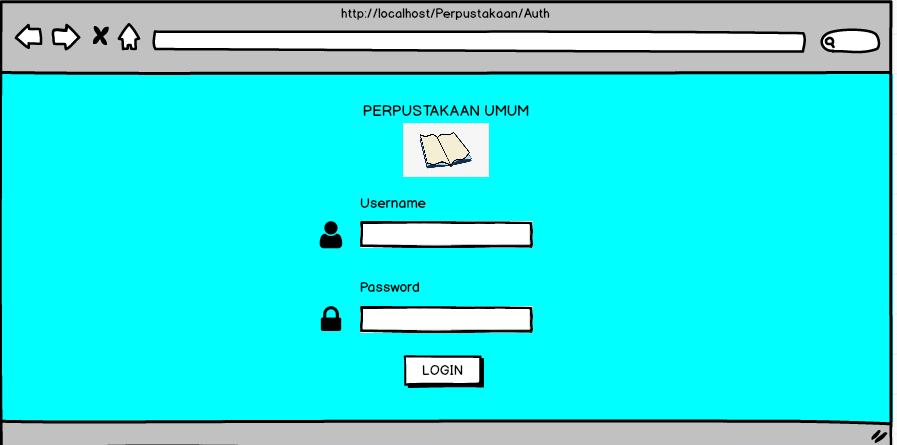 http://localhost/Perpustakaan/Auth
PERPUSTAKAAN UMUM
Username
Password
LOGIN